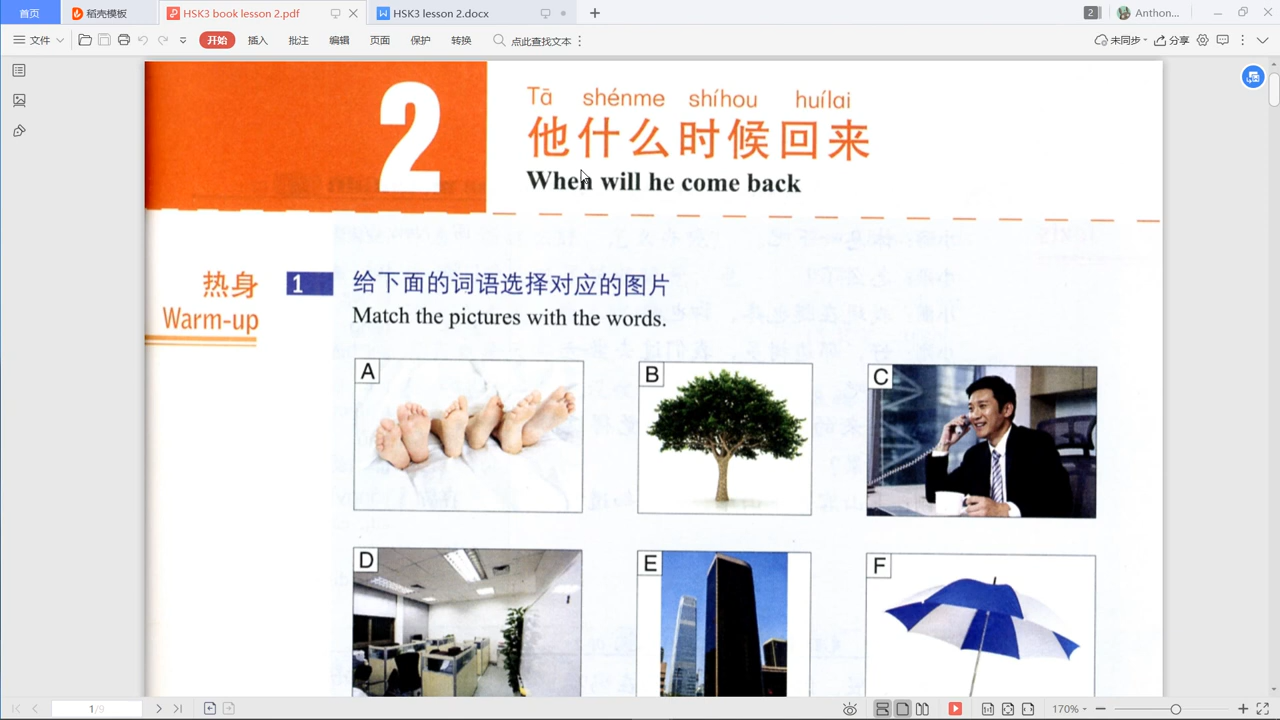 首页
稻壳模板
HSK3 book lesson 2.pdf
HSK3 lesson 2.docx
2
Anthon...
文件
开始
插入
批注
编辑
页面
保护
转换
点此查找文本
未同步
分享
2
Tā shénme shíhou huílai
他什么时候回来
When will he come back
热身
Warm-up
1 给下面的词语选择对应的图片
Match the pictures with the words.
A
B
C
D
E
F
1/9
170%